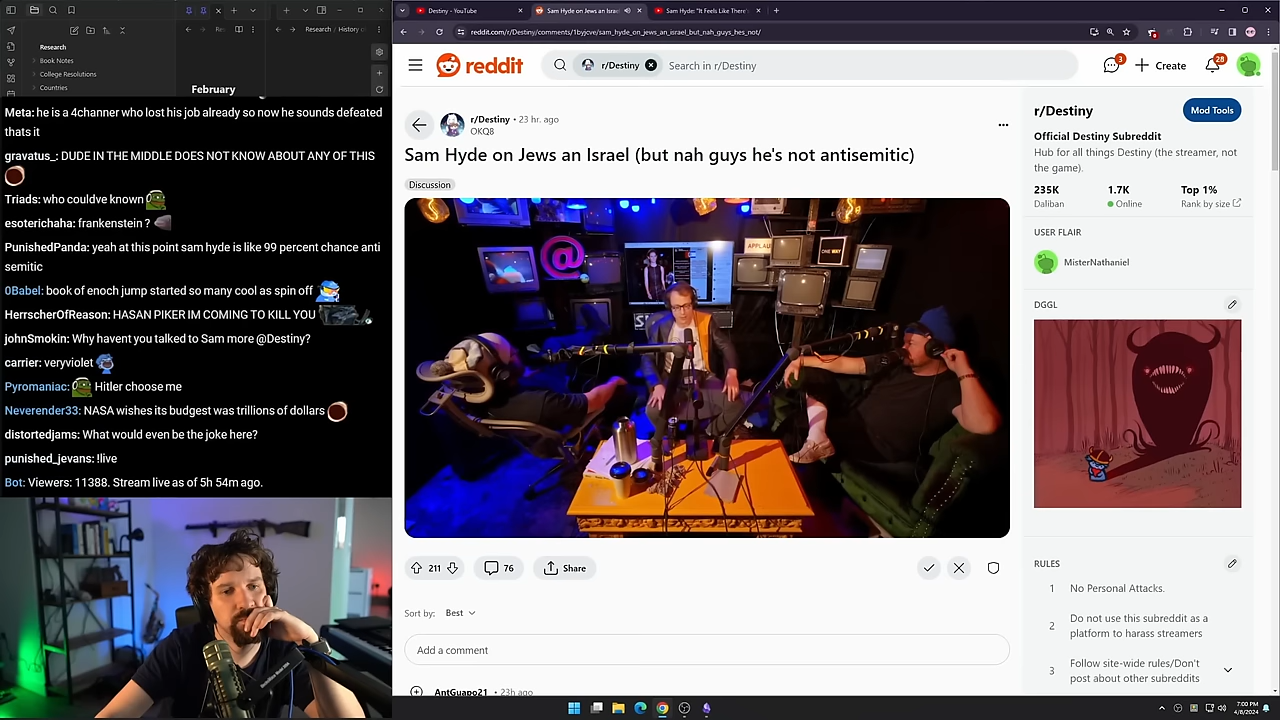 Research
Book Notes
College Resolutions
Countries
Research / History
February
Meta: he is a 4channer who lost his job already so now he sounds defeated
thats it
gravatus_: DUDE IN THE MIDDLE DOES NOT KNOW ABOUT ANY OF THIS
Triads: who couldve known
esoterichaha: frankenstein ?
PunishedPanda: yeah at this point sam hyde is like 99 percent chance anti
semitic
0Babel: book of enoch jump started so many cool as spin off
HerrscherOfReason: HASAN PIKER IM COMING TO KILL YOU
johnSmokin: Why havent you talked to Sam more @Destiny?
carrier: veryviolet
Pyromaniac: Hitler choose me
Neverender33: NASA wishes its budgest was trillions of dollars
distortedjams: What would even be the joke here?
punished_jevans: !live
Bot: Viewers: 11388. Stream live as of 5h 54m ago.
Destiny - YouTube
Sam Hyde on Jews an Israel
Sam Hyde: "It Feels Like There'
reddit.com/r/Destiny/comments/1byjcve/sam_hyde_on_jews_an_israel_but_nah_guys_hes_not/
reddit
r/Destiny
Search in r/Destiny
3
Create
28
r/Destiny • 23 hr. ago
OKQ8
Sam Hyde on Jews an Israel (but nah guys he's not antisemitic)
Discussion
@
ONE WAY
211
76
Share
Sort by: Best
Add a comment
AntGuapo21 • 23h ago
r/Destiny
Mod Tools
Official Destiny Subreddit
Hub for all things Destiny (the streamer, not
the game).
235K 1.7K Top 1%
Daliban Online Rank by size
USER FLAIR
MisterNathaniel
DGGL
RULES
1 No Personal Attacks.
2 Do not use this subreddit as a
platform to harass streamers
3 Follow site-wide rules/Don't
post about other subreddits
7:00 PM
4/8/2024